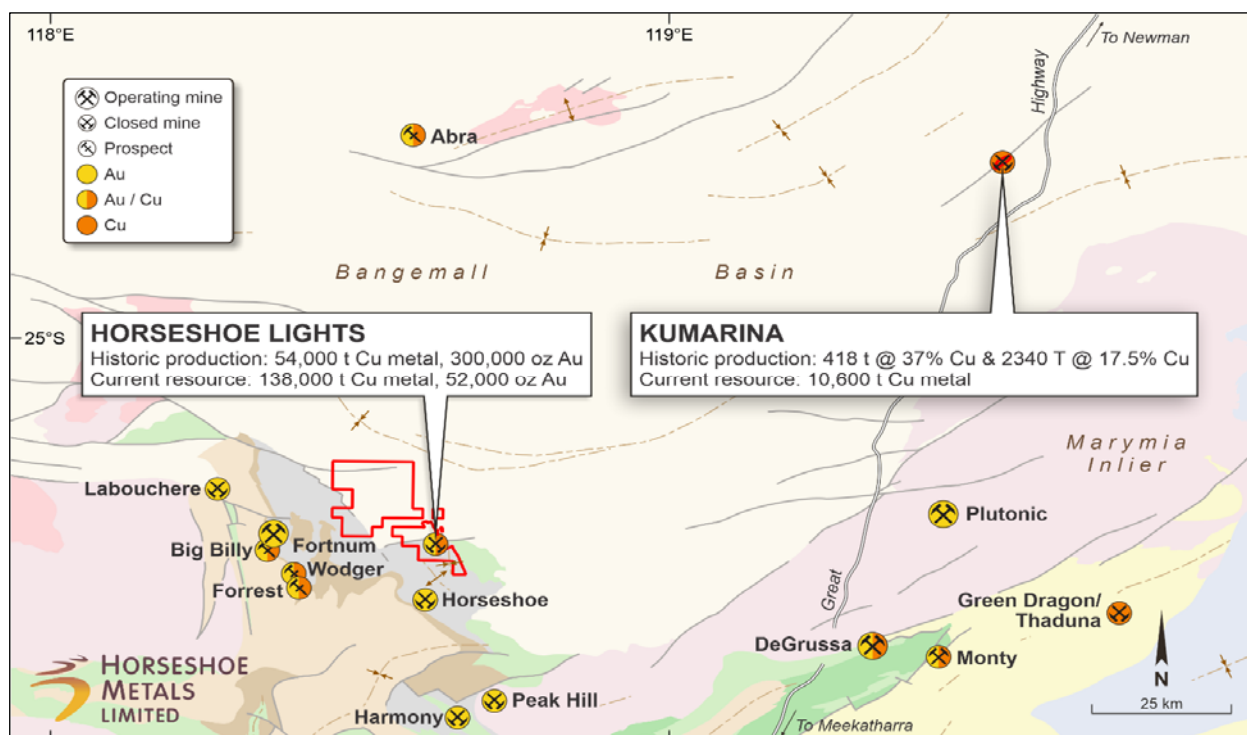 118°E
119°E
To Newman
Highway
Operating mine
Closed mine
Prospect
Au
Au / Cu
Cu
Abra
Bangemall
Basin
25°S
HORSESHOE LIGHTS
Historic production: 54,000 t Cu metal, 300,000 oz Au
Current resource: 138,000 t Cu metal, 52,000 oz Au
KUMARINA
Historic production: 418 t @ 37% Cu & 2340 T @ 17.5% Cu
Current resource: 10,600 t Cu metal
Marymia
Inlier
Labouchere
Plutonic
Fortnum
Big Billy
Wodger
Forrest
Horseshoe
Great
Green Dragon/
Thaduna
DeGrussa
Monty
N
25 km
HORSESHOE
METALS
LIMITED
Peak Hill
Harmony
To Meekatharra